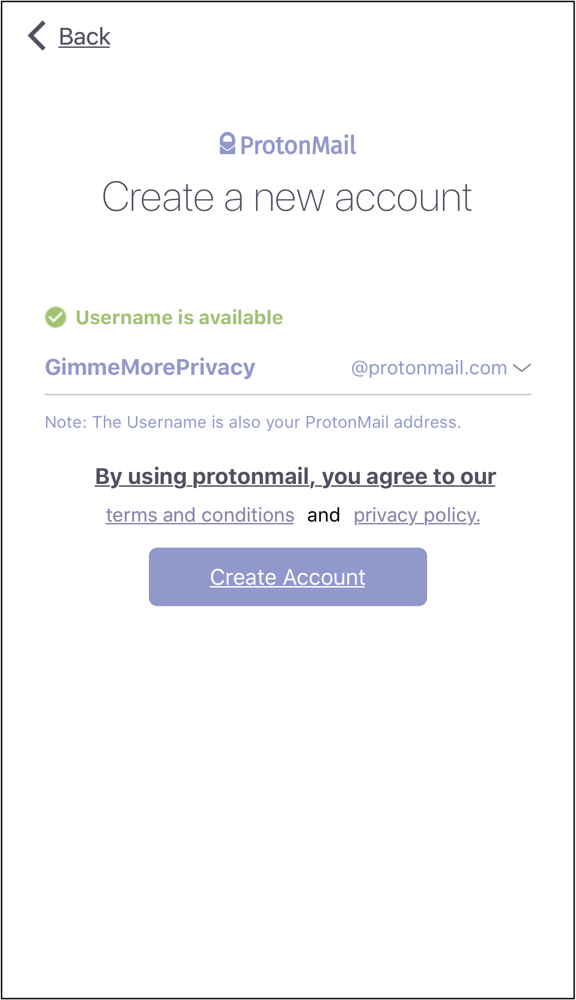 Back
ProtonMail
Create a new account
Username is available
GimmeMorePrivacy @protonmail.com
Note: The Username is also your ProtonMail address.
By using protonmail, you agree to our
terms and conditions and privacy policy.
Create Account